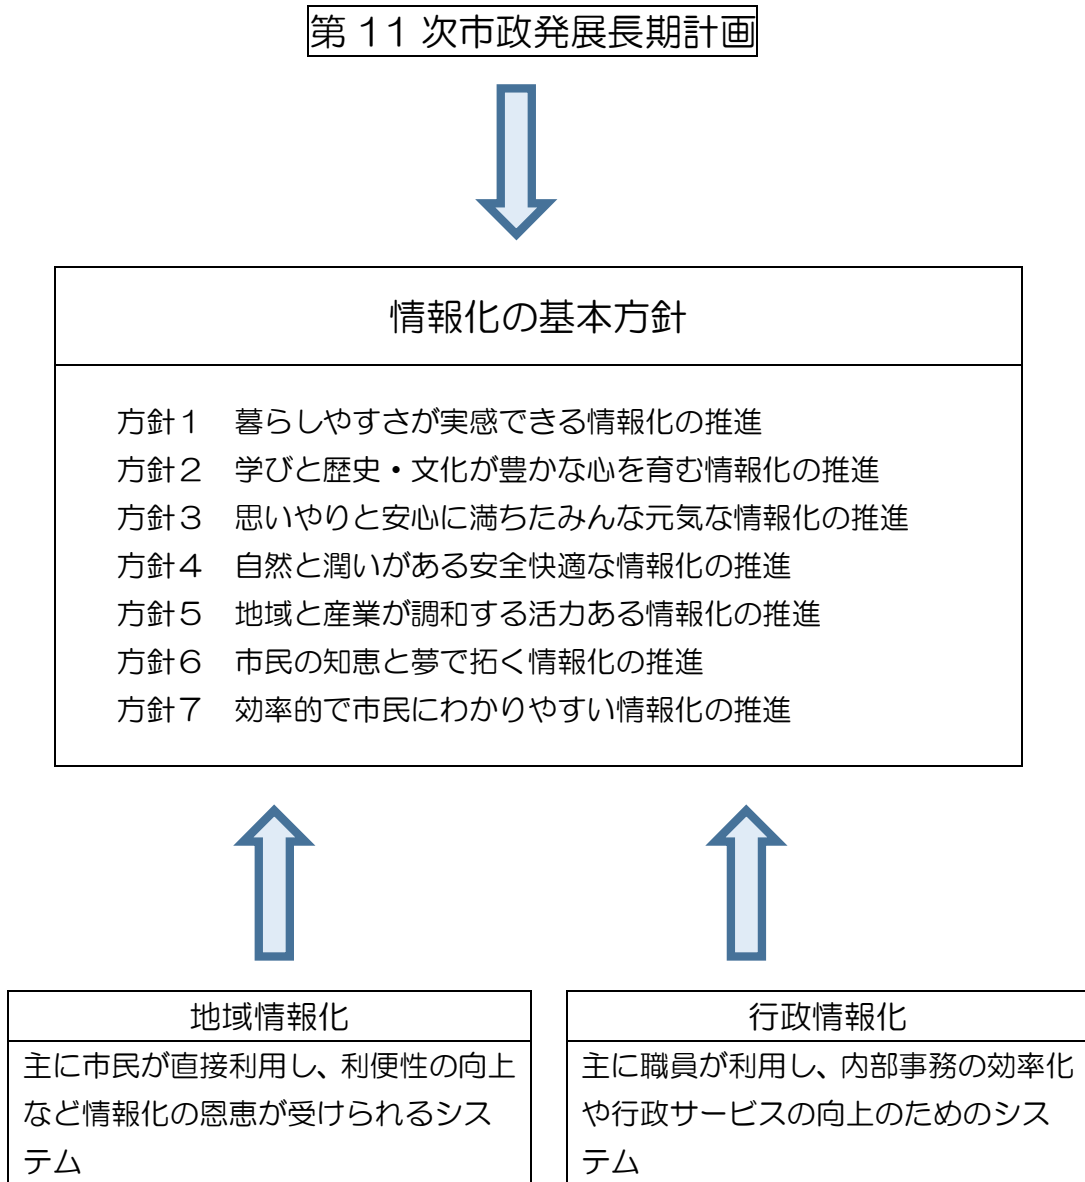 第 11 次市政発展長期計画
情報化の基本方針
方針１　暮らしやすさが実感できる情報化の推進
方針２　学びと歴史・文化が豊かな心を育む情報化の推進
方針３　思いやりと安心に満ちたみんな元気な情報化の推進
方針４　自然と潤いがある安全快適な情報化の推進
方針５　地域と産業が調和する活力ある情報化の推進
方針６　市民の知恵と夢で拓く情報化の推進
方針７　効率的で市民にわかりやすい情報化の推進
地域情報化
主に市民が直接利用し、利便性の向上
など情報化の恩恵が受けられるシス
テム
行政情報化
主に職員が利用し、内部事務の効率化
や行政サービスの向上のためのシス
テム